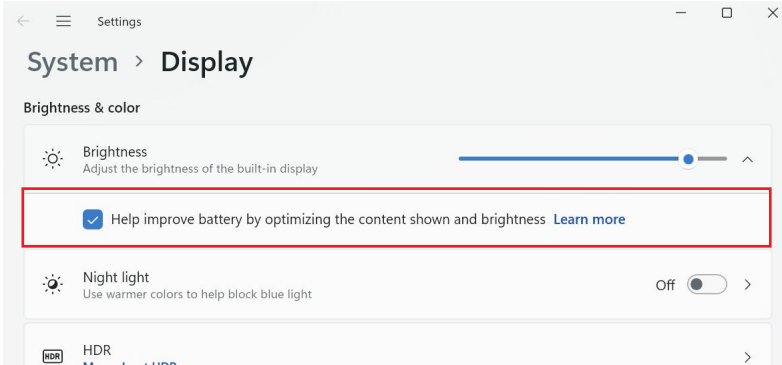 Settings
System > Display
Brightness & color
Brightness
Adjust the brightness of the built-in display
Help improve battery by optimizing the content shown and brightness Learn more
Night light
Use warmer colors to help block blue light
Off
HDR
HDR